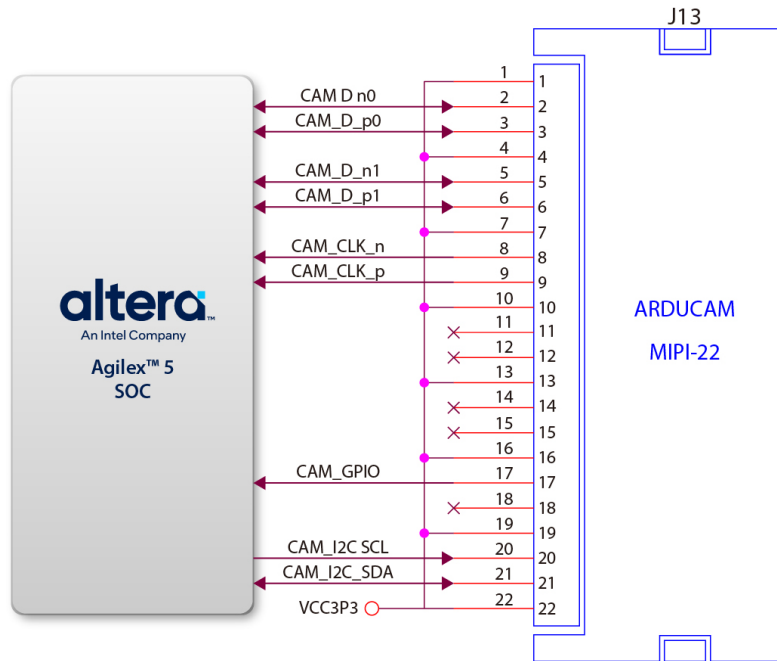 J13
1 1
CAM D n0 2 2
CAM_D_p0 3 3
4 4
CAM_D_n1 5 5
CAM_D_p1 6 6
7 7
CAM_CLK_n 8 8
CAM_CLK_p 9 9
10 10
11 11
12 12
13 13
14 14
15 15
16 16
CAM_GPIO 17 17
18 18
19 19
CAM_I2C SCL 20 20
CAM_I2C_SDA 21 21
VCC3P3 22 22
altera™
An Intel Company
Agilex™ 5
SOC
ARDUCAM
MIPI-22